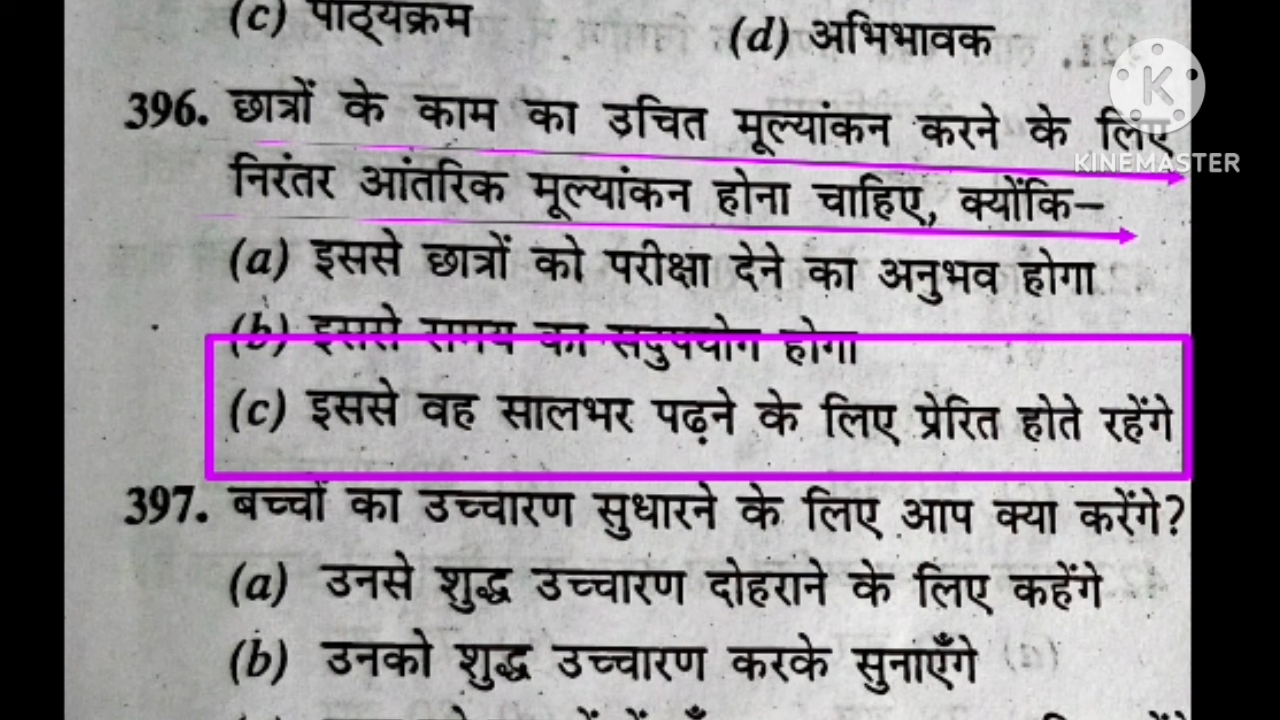 (c) पाठ्यक्रम
(d) अभिभावक
396. छात्रों के काम का उचित मूल्यांकन करने के लिए
निरंतर आंतरिक मूल्यांकन होना चाहिए, क्योंकि–
(a) इससे छात्रों को परीक्षा देने का अनुभव होगा
(b) इससे समय का सदुपयोग होगा
(c) इससे वह सालभर पढ़ने के लिए प्रेरित होते रहेंगे
397. बच्चों का उच्चारण सुधारने के लिए आप क्या करेंगे?
(a) उनसे शुद्ध उच्चारण दोहराने के लिए कहेंगे
(b) उनको शुद्ध उच्चारण करके सुनाएँगे
K
KINEMASTER